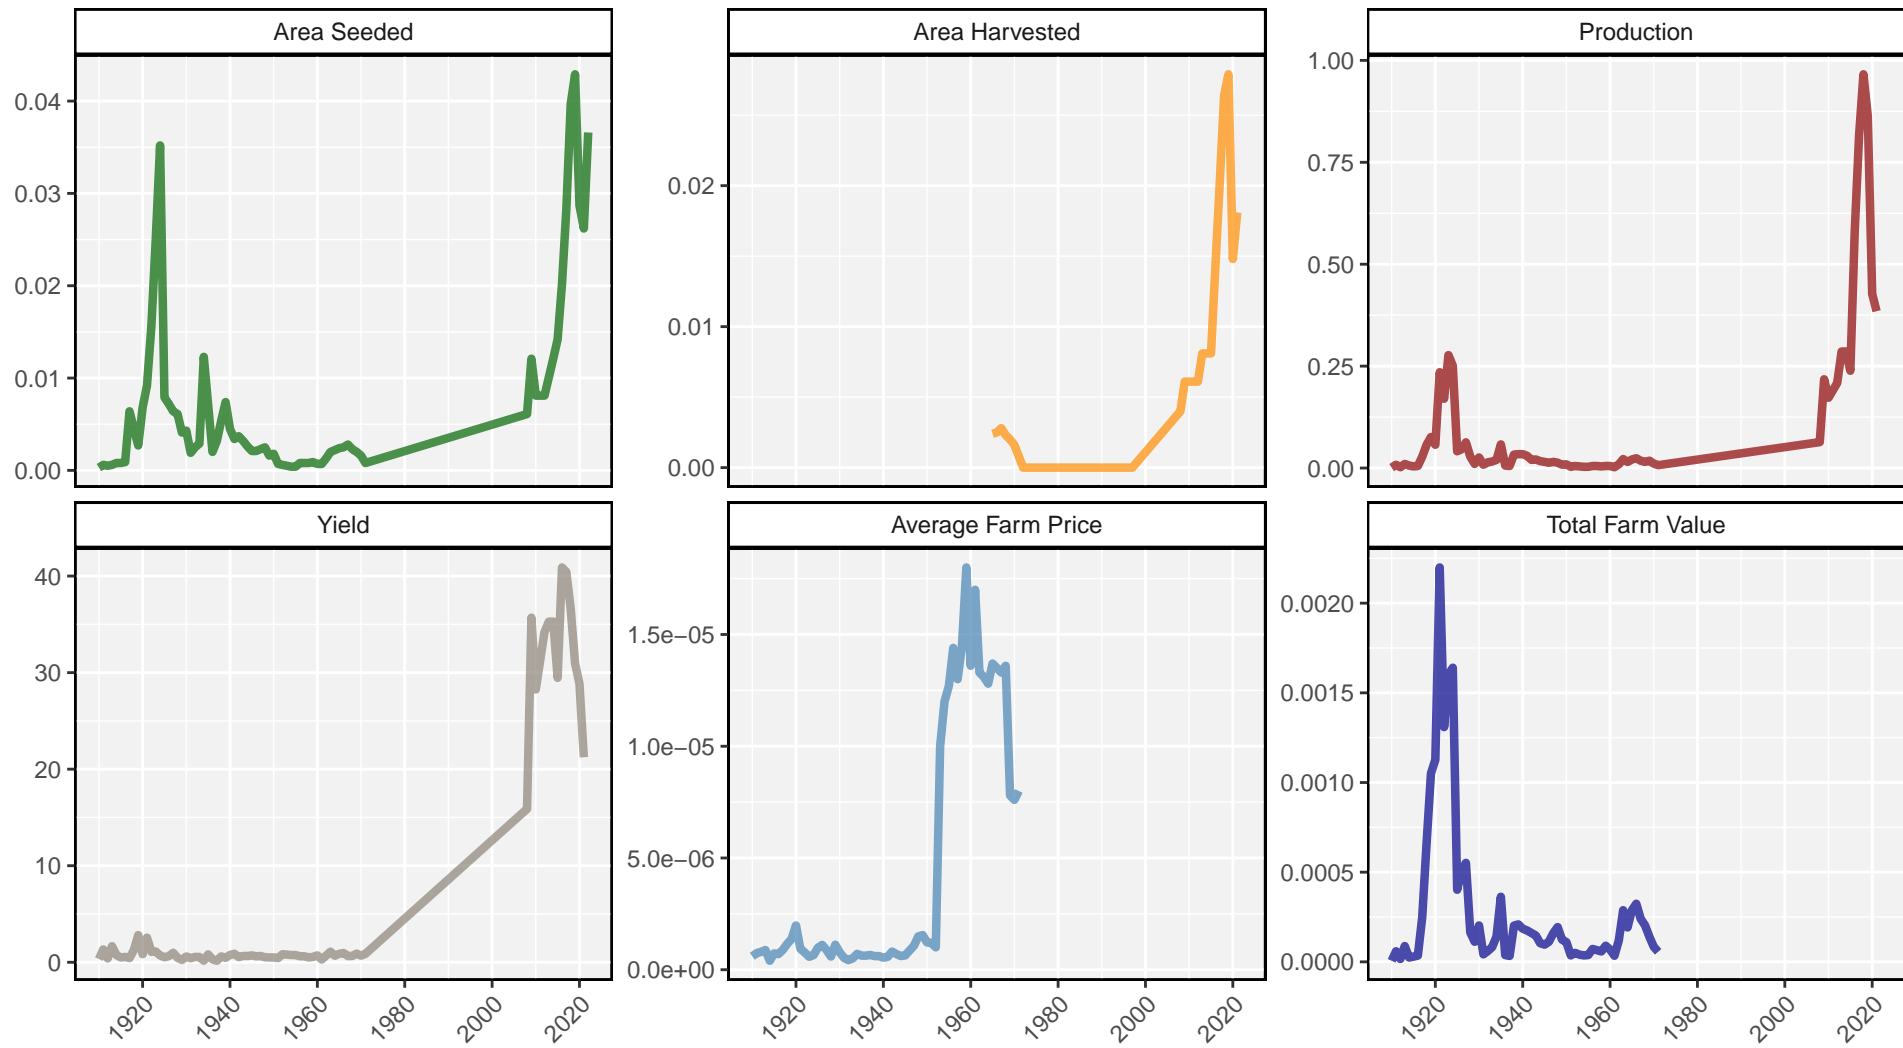 Area Seeded
Area Harvested
Production
0.04
0.03
0.02
0.01
0.00
0.02
0.01
0.00
1.00
0.75
0.50
0.25
0.00
Yield
Average Farm Price
Total Farm Value
40
30
20
10
0
1.5e−05
1.0e−05
5.0e−06
0.0e+00
0.0020
0.0015
0.0010
0.0005
0.0000
1920 1940 1960 1980 2000 2020
1920 1940 1960 1980 2000 2020
1920 1940 1960 1980 2000 2020